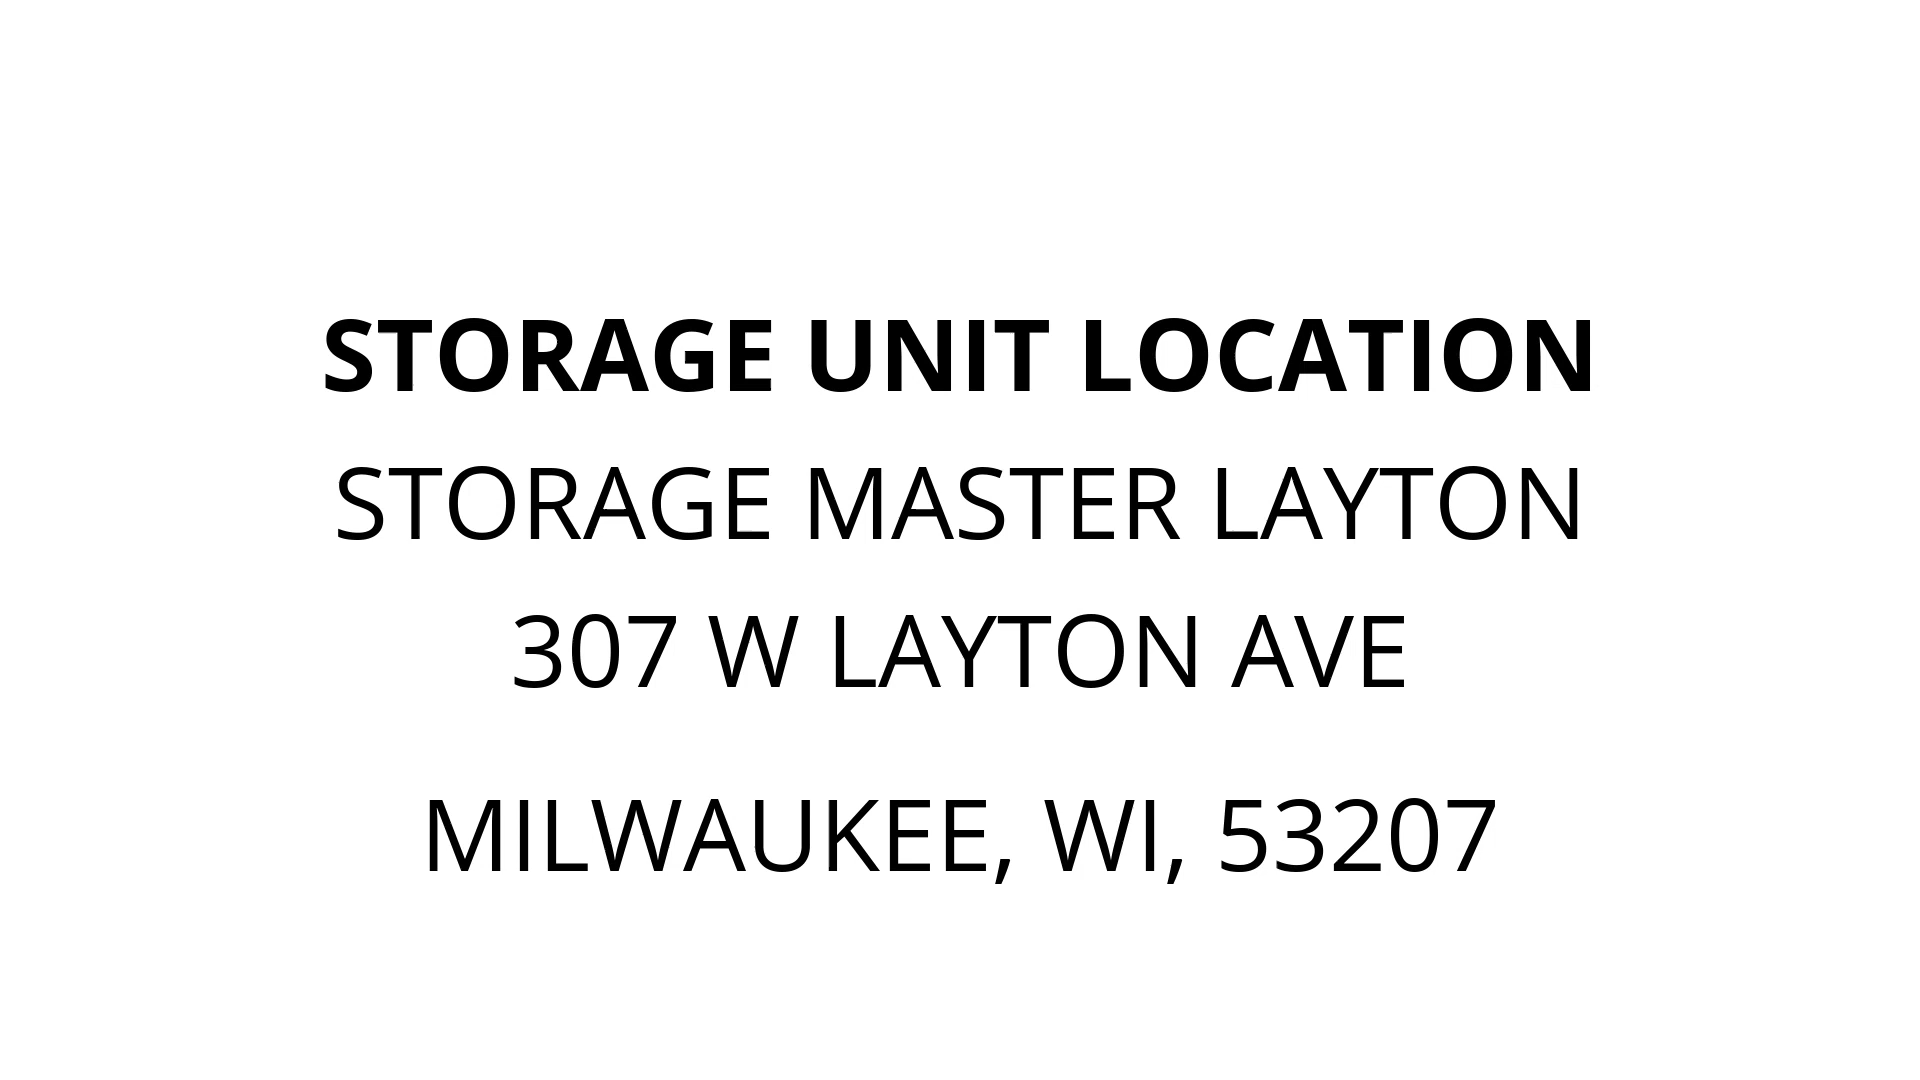 STORAGE UNIT LOCATION
STORAGE MASTER LAYTON
307 W LAYTON AVE
MILWAUKEE, WI, 53207